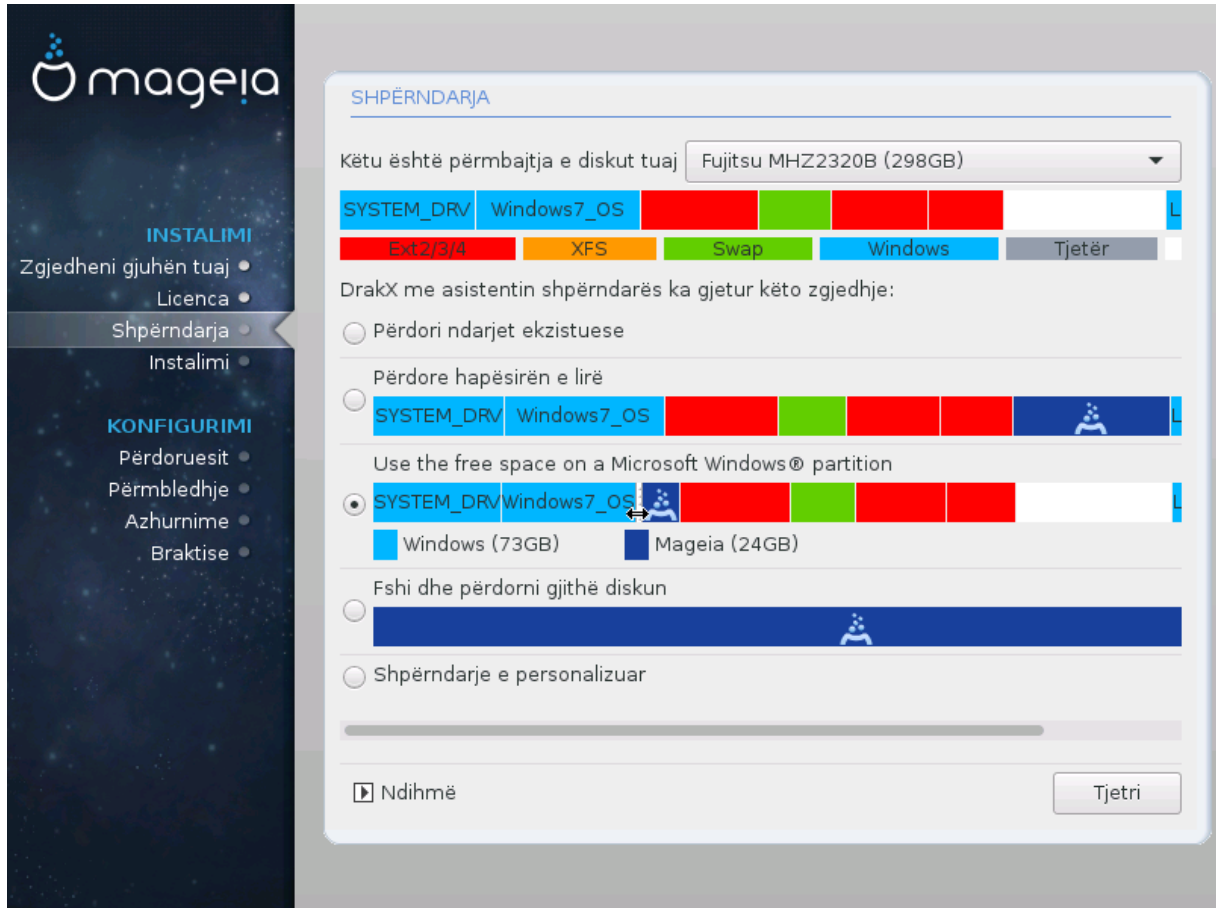 mageia
INSTALIMI
Zgjedheni gjuhën tuaj
Licenca
Shpërndarja
Instalimi
KONFIGURIMI
Përdoruesit
Përmbledhje
Azhurnime
Braktise
SHPËRNDARJA
Këtu është përmbajtja e diskut tuaj Fujitsu MHZ2320B (298GB)
SYSTEM_DRV Windows7_OS L
Ext2/3/4 XFS Swap Windows Tjetër
DrakX me asistentin shpërndarës ka gjetur këto zgjedhje:
Përdori ndarjet ekzistuese
Përdore hapësirën e lirë
SYSTEM_DRV Windows7_OS L
Use the free space on a Microsoft Windows® partition
SYSTEM_DRV Windows7_OS L
Windows (73GB) Mageia (24GB)
Fshi dhe përdorni gjithë diskun
Shpërndarje e personalizuar
Ndihmë Tjetri